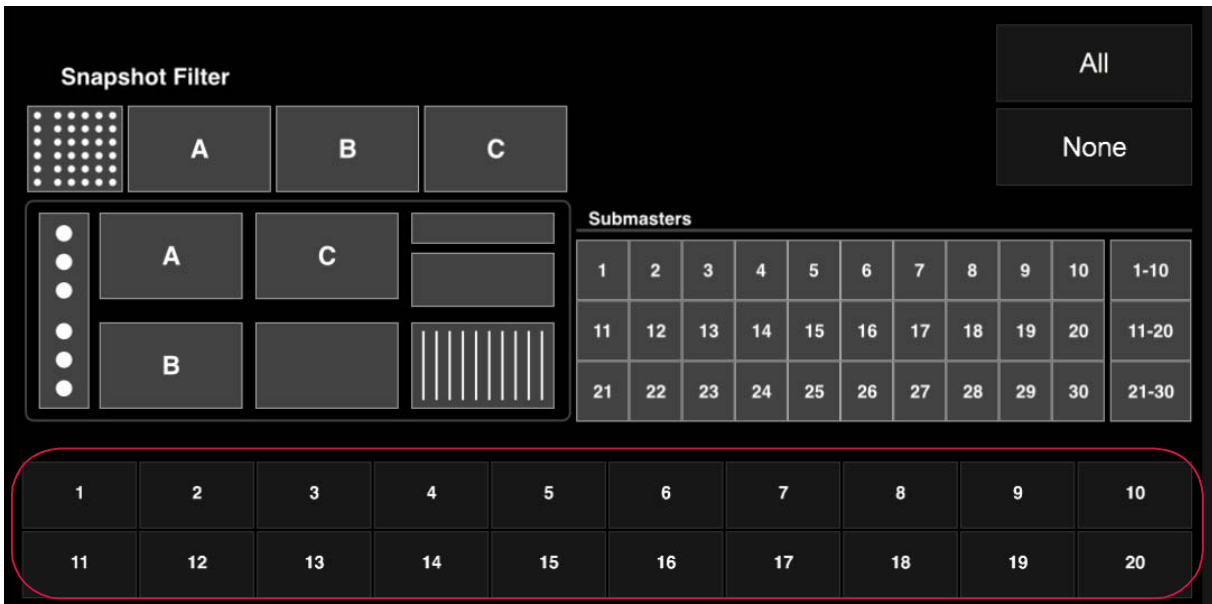 All
Snapshot Filter
None
A B C
Submasters
A C
1 2 3 4 5 6 7 8 9 10 1-10
11 12 13 14 15 16 17 18 19 20 11-20
B
21 22 23 24 25 26 27 28 29 30 21-30
1 2 3 4 5 6 7 8 9 10
11 12 13 14 15 16 17 18 19 20